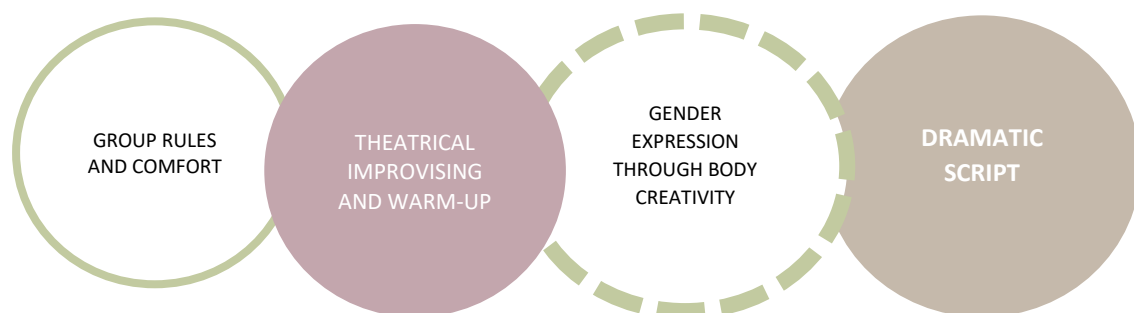 GROUP RULES
AND COMFORT
THEATRICAL
IMPROVISING
AND WARM-UP
GENDER
EXPRESSION
THROUGH BODY
CREATIVITY
DRAMATIC
SCRIPT